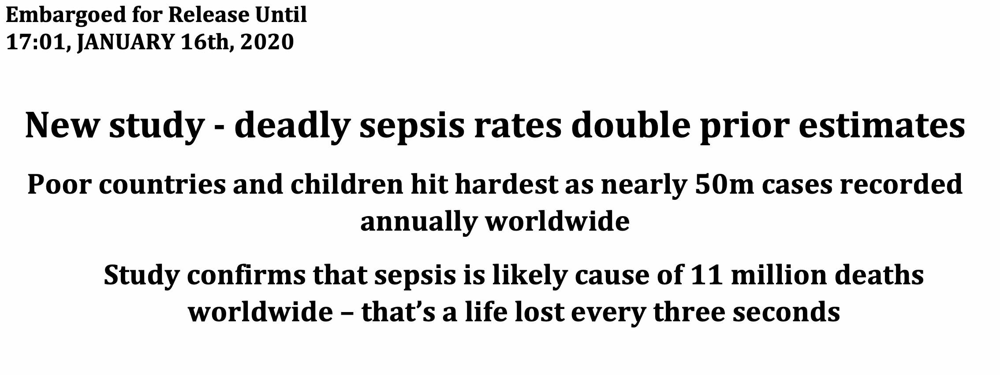 Embargoed for Release Until
17:01, JANUARY 16th, 2020
New study - deadly sepsis rates double prior estimates
Poor countries and children hit hardest as nearly 50m cases recorded
annually worldwide
Study confirms that sepsis is likely cause of 11 million deaths
worldwide – that’s a life lost every three seconds